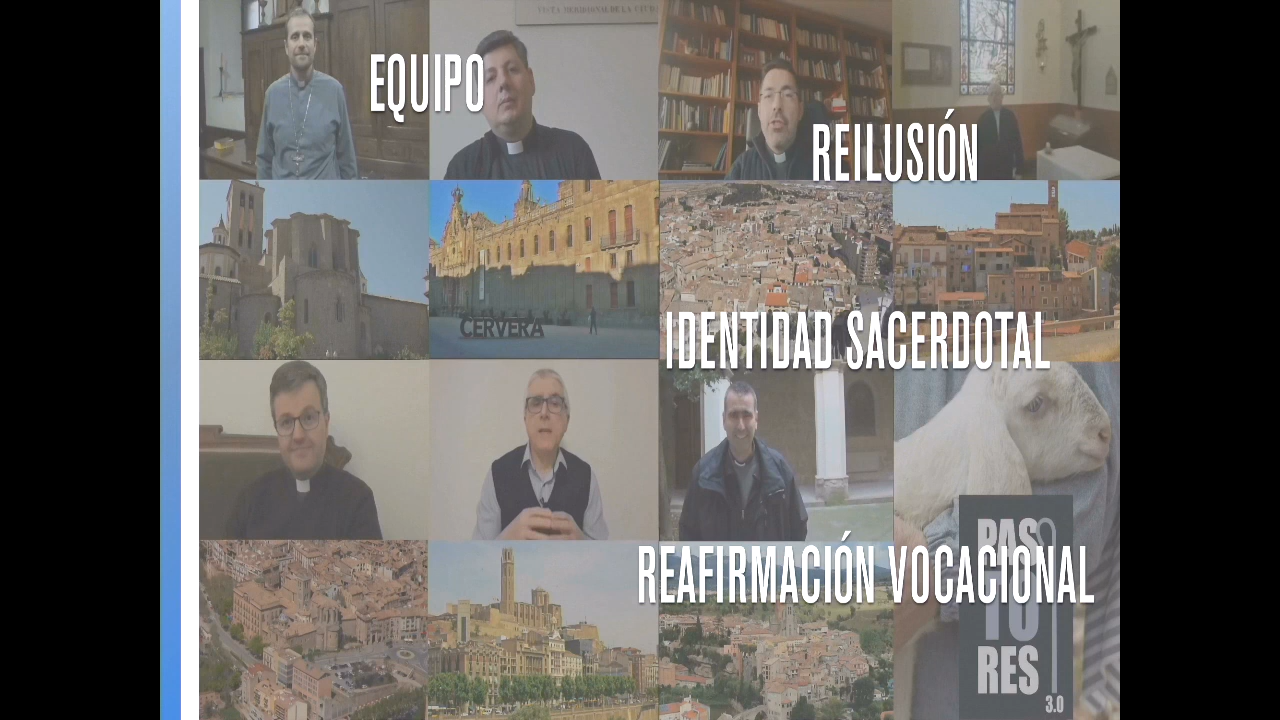 EQUIPO
REILUSIÓN
CERVERA
IDENTIDAD SACERDOTAL
REAFIRMACIÓN VOCACIONAL
PAS
TO
RES
3.0